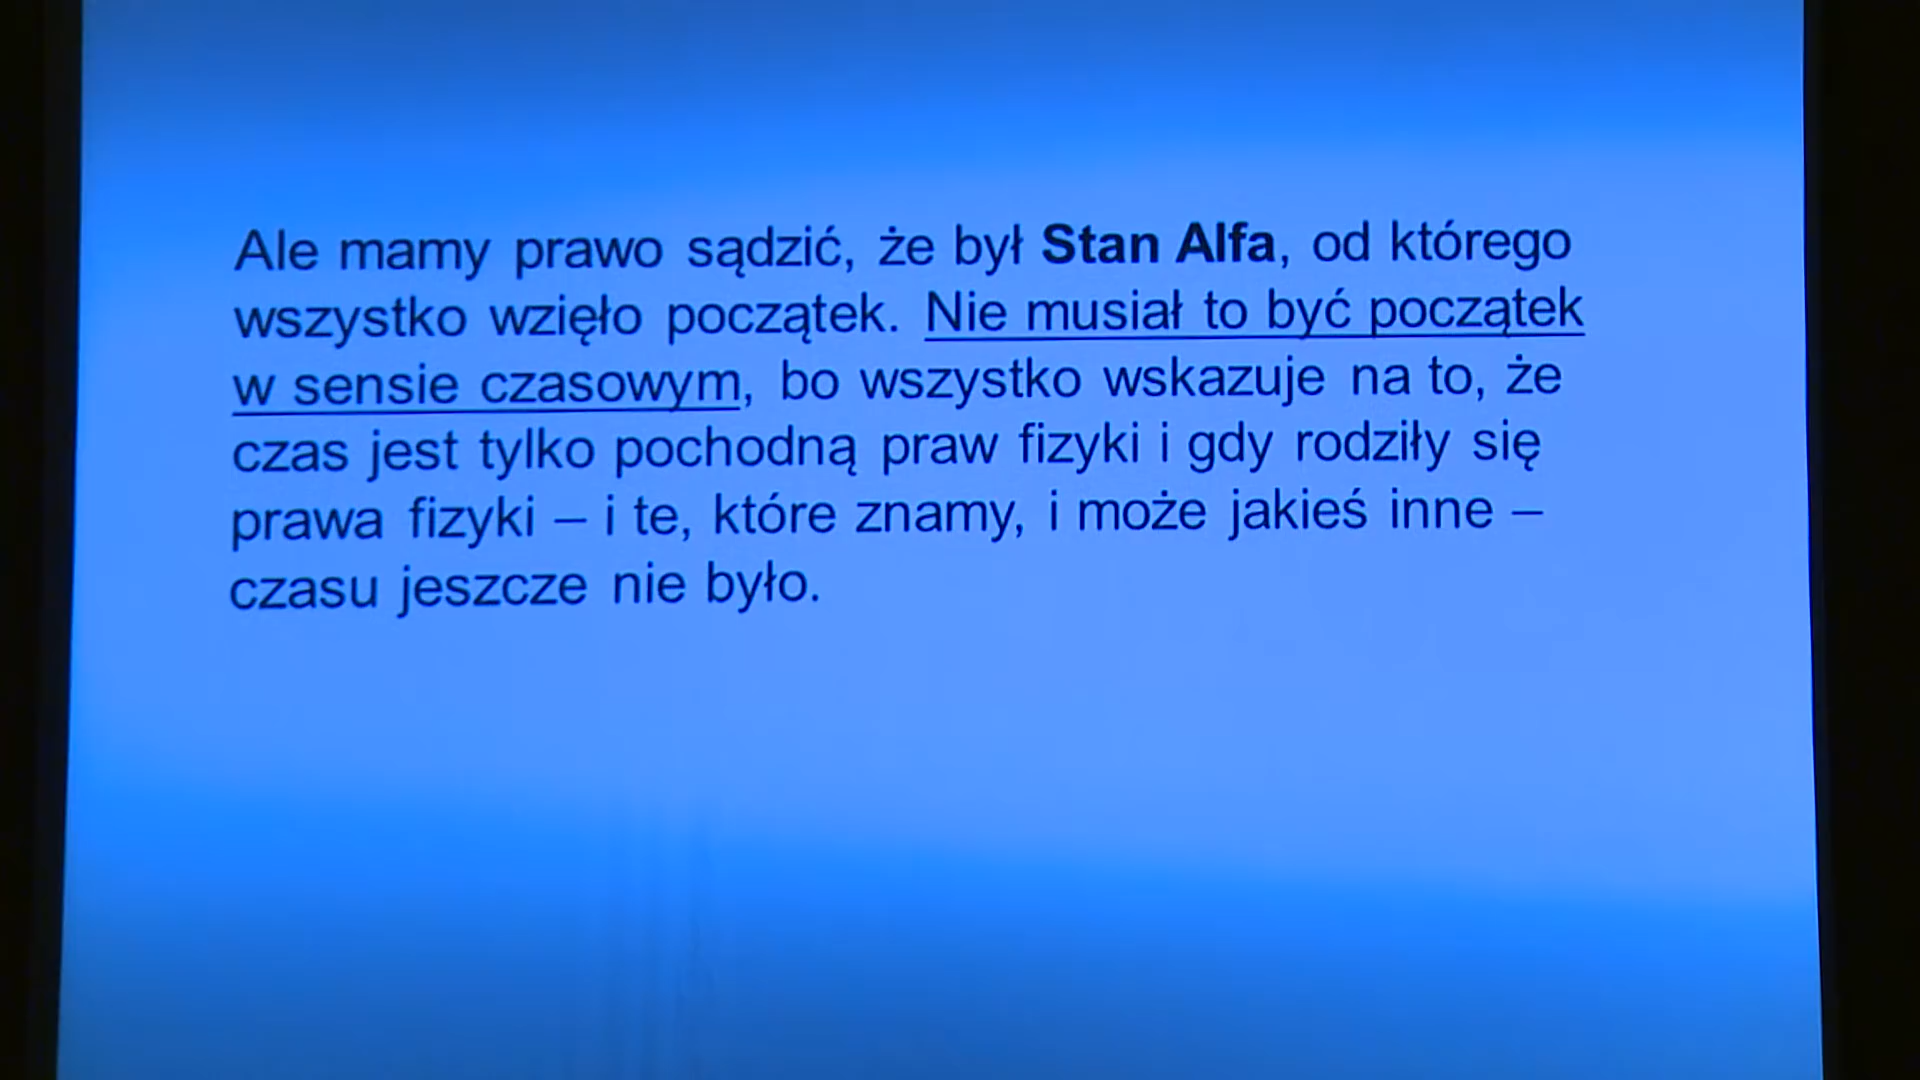 Ale mamy prawo sądzić, że był Stan Alfa, od którego
wszystko wzięło początek. Nie musiał to być początek
w sensie czasowym, bo wszystko wskazuje na to, że
czas jest tylko pochodną praw fizyki i gdy rodziły się
prawa fizyki – i te, które znamy, i może jakieś inne –
czasu jeszcze nie było.